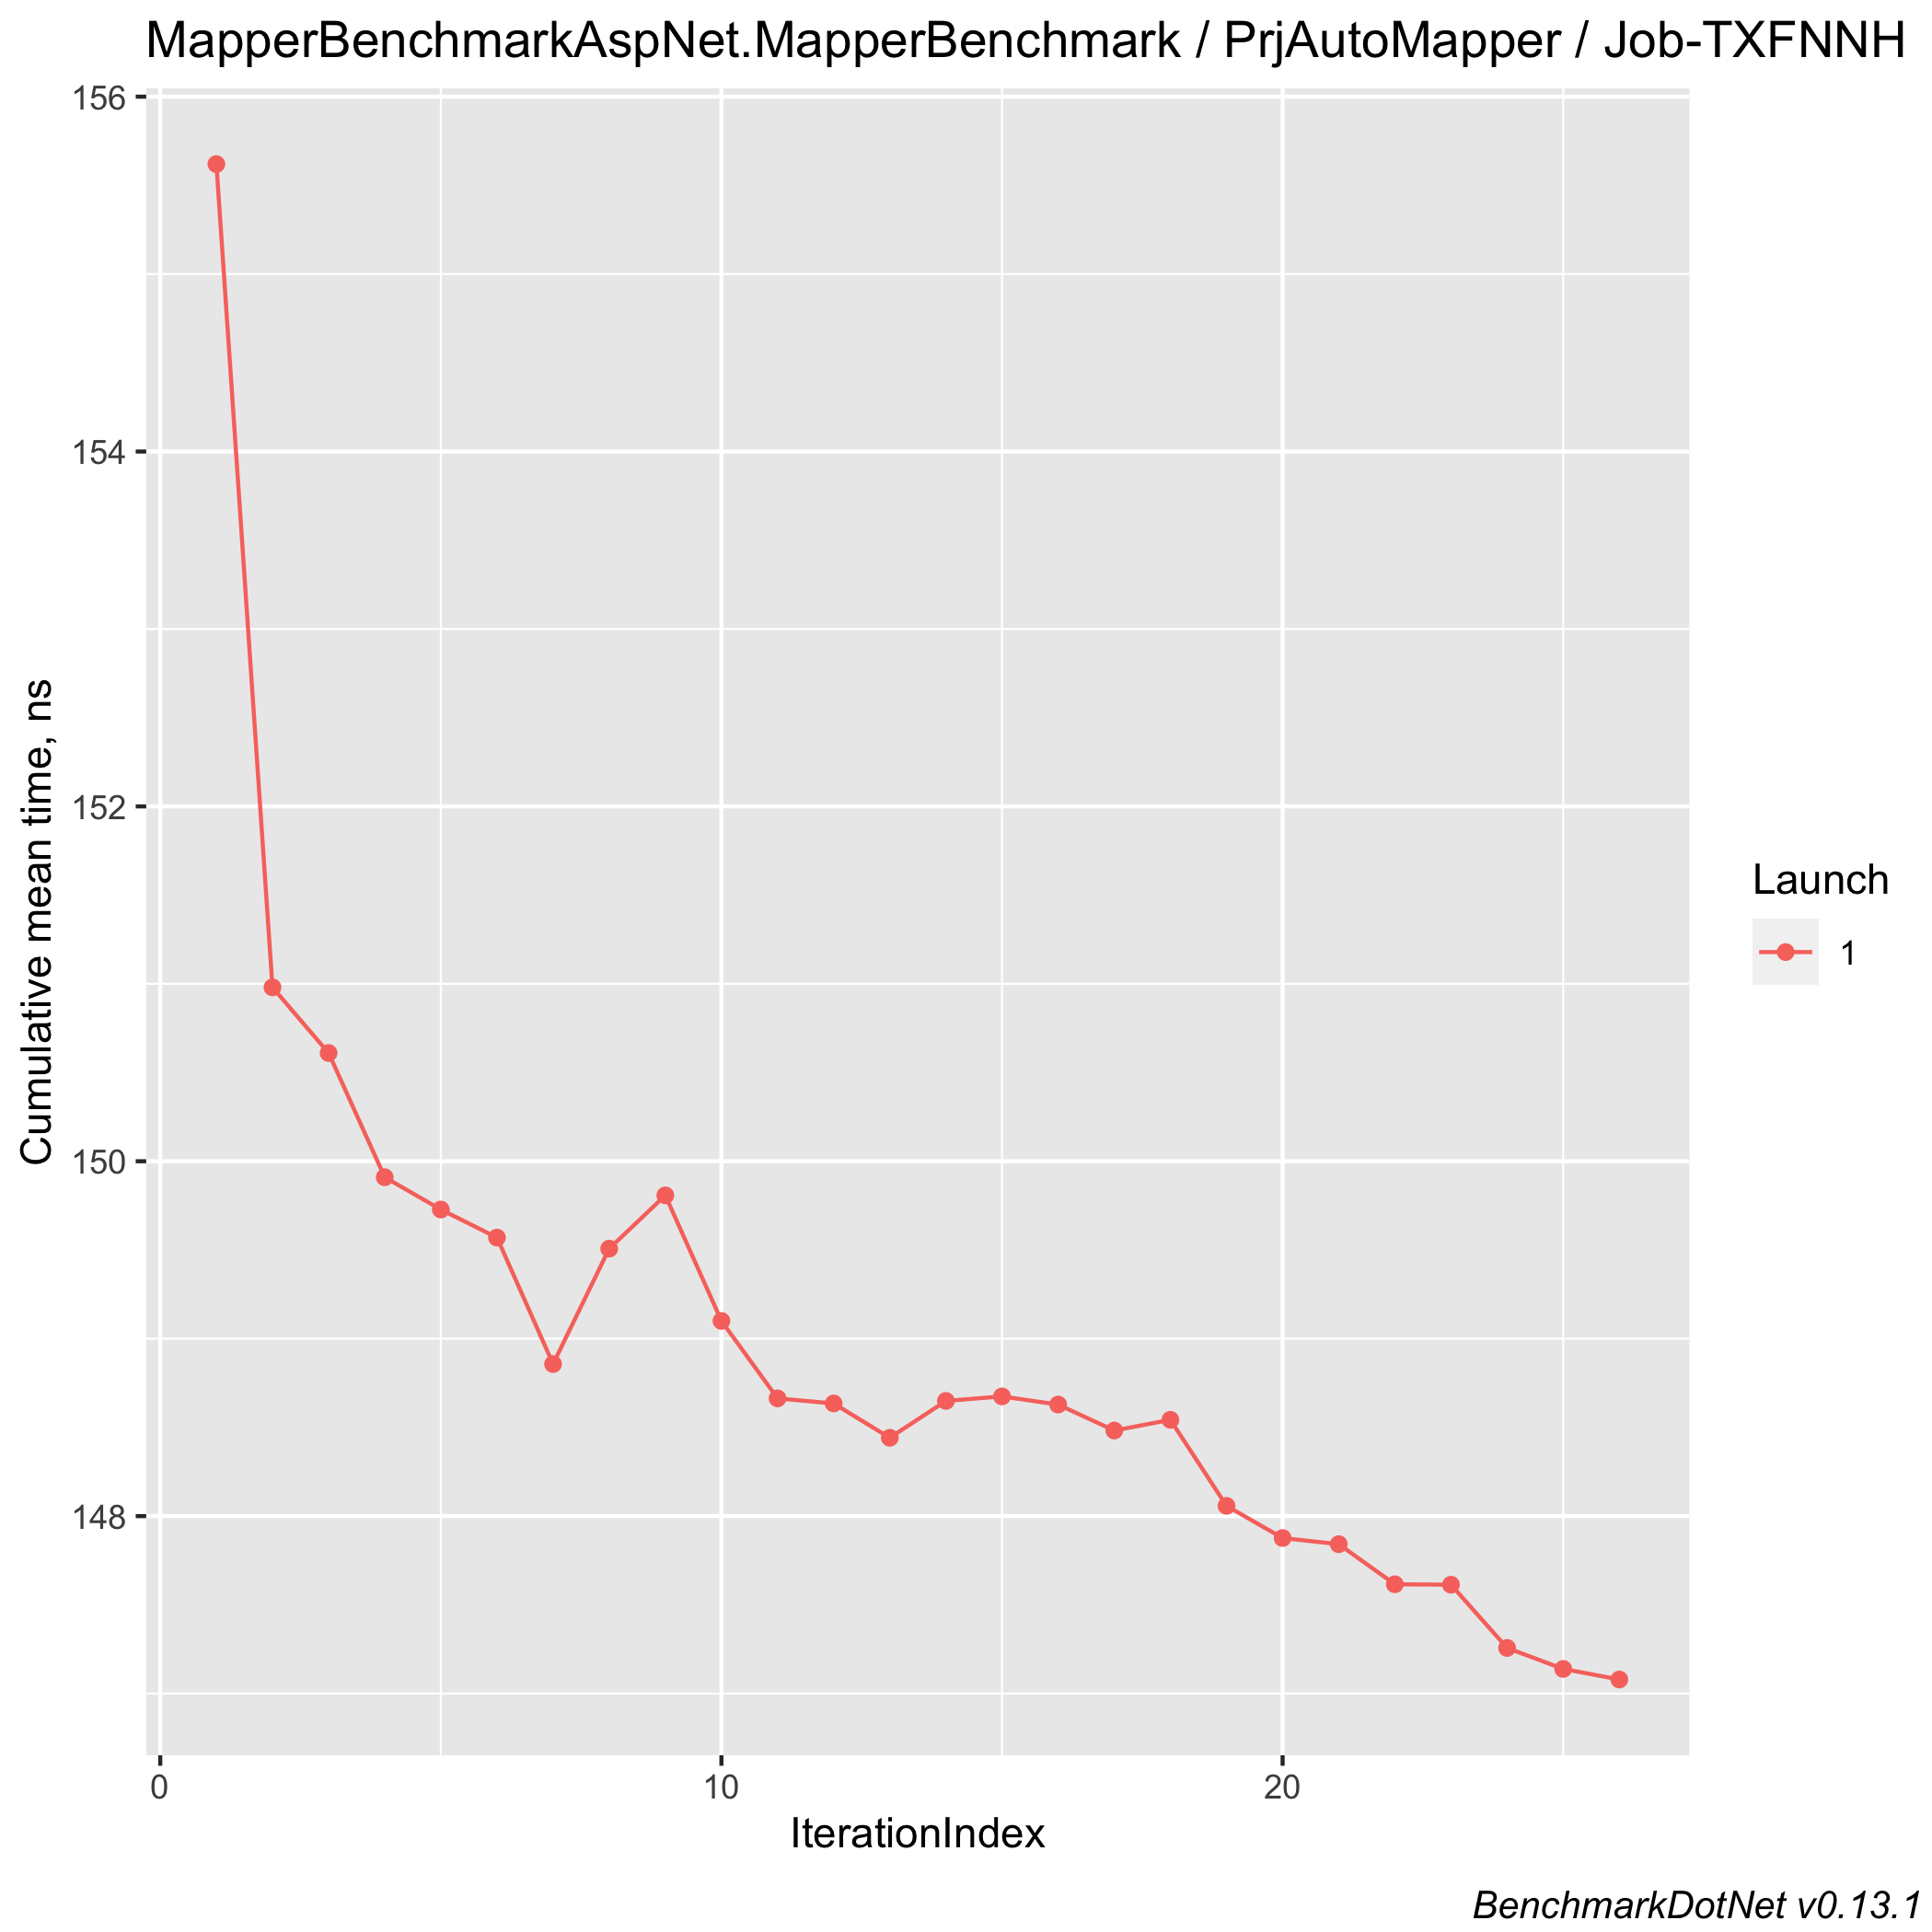 MapperBenchmarkAspNet.MapperBenchmark / PrjAutoMapper / Job-TXFNNH
156
154
152
150
148
Cumulative mean time, ns
0
10
20
IterationIndex
Launch
1
BenchmarkDotNet v0.13.1